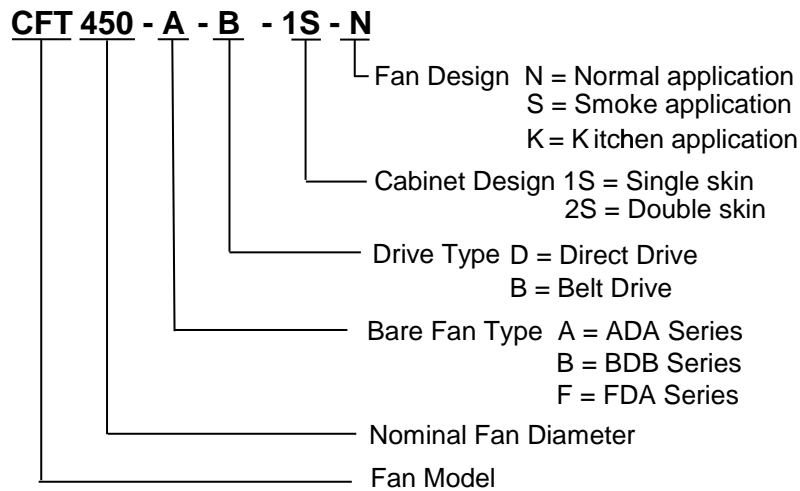 CFT 450 - A - B - 1S - N
Fan Design N = Normal application
S = Smoke application
K = Kitchen application
Cabinet Design 1S = Single skin
2S = Double skin
Drive Type D = Direct Drive
B = Belt Drive
Bare Fan Type A = ADA Series
B = BDB Series
F = FDA Series
Nominal Fan Diameter
Fan Model